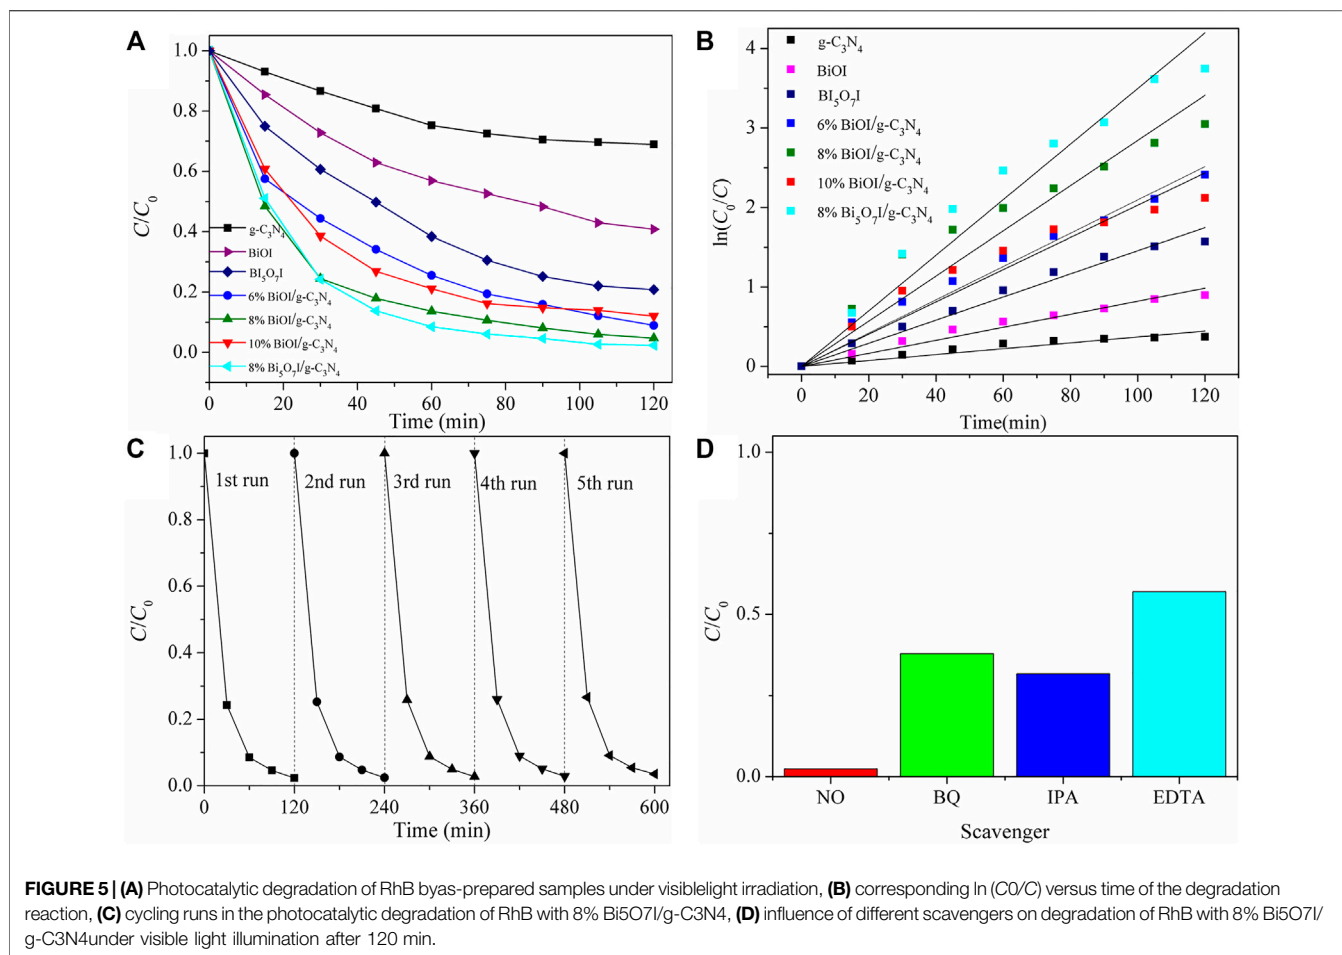 A
1.0
0.8
0.6
0.4
0.2
0.0
C/C₀
g-C₃N₄
BiOI
BI₅O₇I
6% BiOI/g-C₃N₄
8% BiOI/g-C₃N₄
10% BiOI/g-C₃N₄
8% Bi₅O₇I/g-C₃N₄
0 20 40 60 80 100 120
Time (min)
B
4
3
2
1
0
ln(C₀/C)
g-C₃N₄
BiOI
BI₅O₇I
6% BiOI/g-C₃N₄
8% BiOI/g-C₃N₄
10% BiOI/g-C₃N₄
8% Bi₅O₇I/g-C₃N₄
0 20 40 60 80 100 120
Time(min)
C
1.0
0.8
0.6
0.4
0.2
0.0
C/C₀
1st run 2nd run 3rd run 4th run 5th run
0 120 240 360 480 600
Time (min)
D
1.0
0.5
0.0
C/C₀
NO BQ IPA EDTA
Scavenger
FIGURE 5 | (A) Photocatalytic degradation of RhB byas-prepared samples under visiblelight irradiation, (B) corresponding ln (C0/C) versus time of the degradation
reaction, (C) cycling runs in the photocatalytic degradation of RhB with 8% Bi5O7I/g-C3N4, (D) influence of different scavengers on degradation of RhB with 8% Bi5O7I/
g-C3N4under visible light illumination after 120 min.